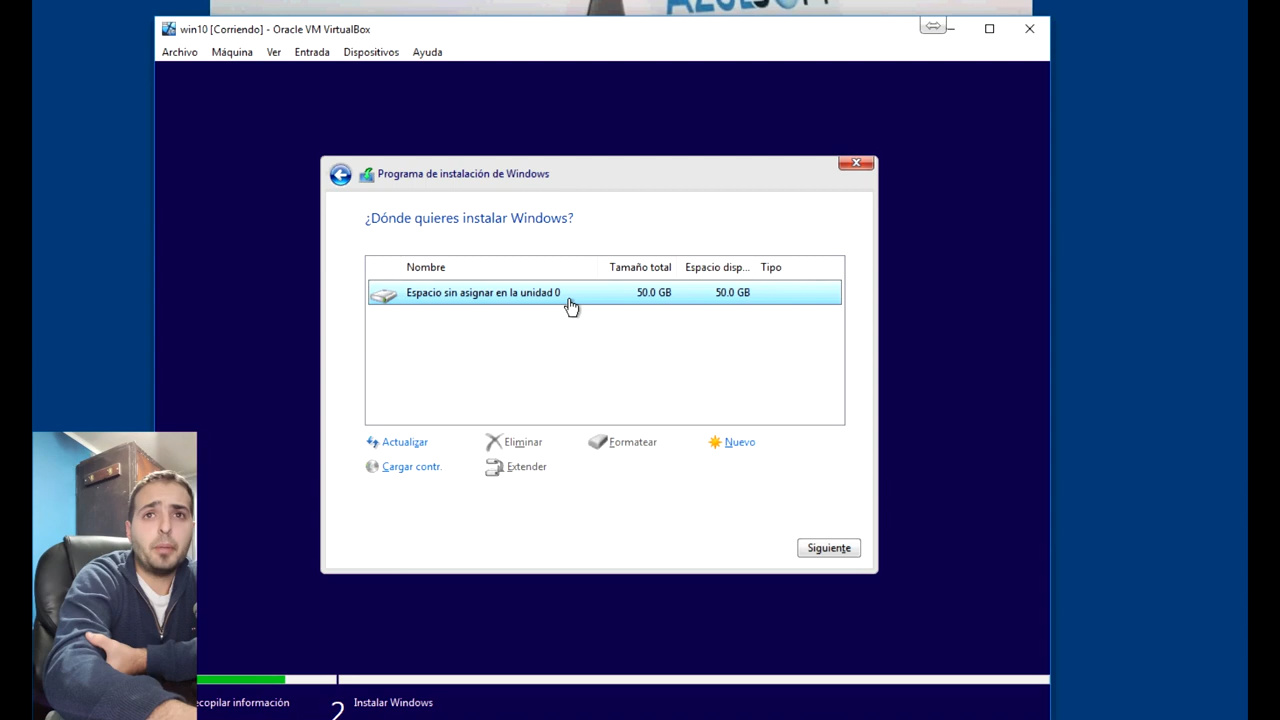 win10 [Corriendo] - Oracle VM VirtualBox
Archivo Máquina Ver Entrada Dispositivos Ayuda
Programa de instalación de Windows
¿Dónde quieres instalar Windows?
Nombre Tamaño total Espacio disp... Tipo
Espacio sin asignar en la unidad 0 50.0 GB 50.0 GB
Actualizar Eliminar Formatear Nuevo
Cargar contr. Extender
Siguiente
ecopilar información 2 Instalar Windows